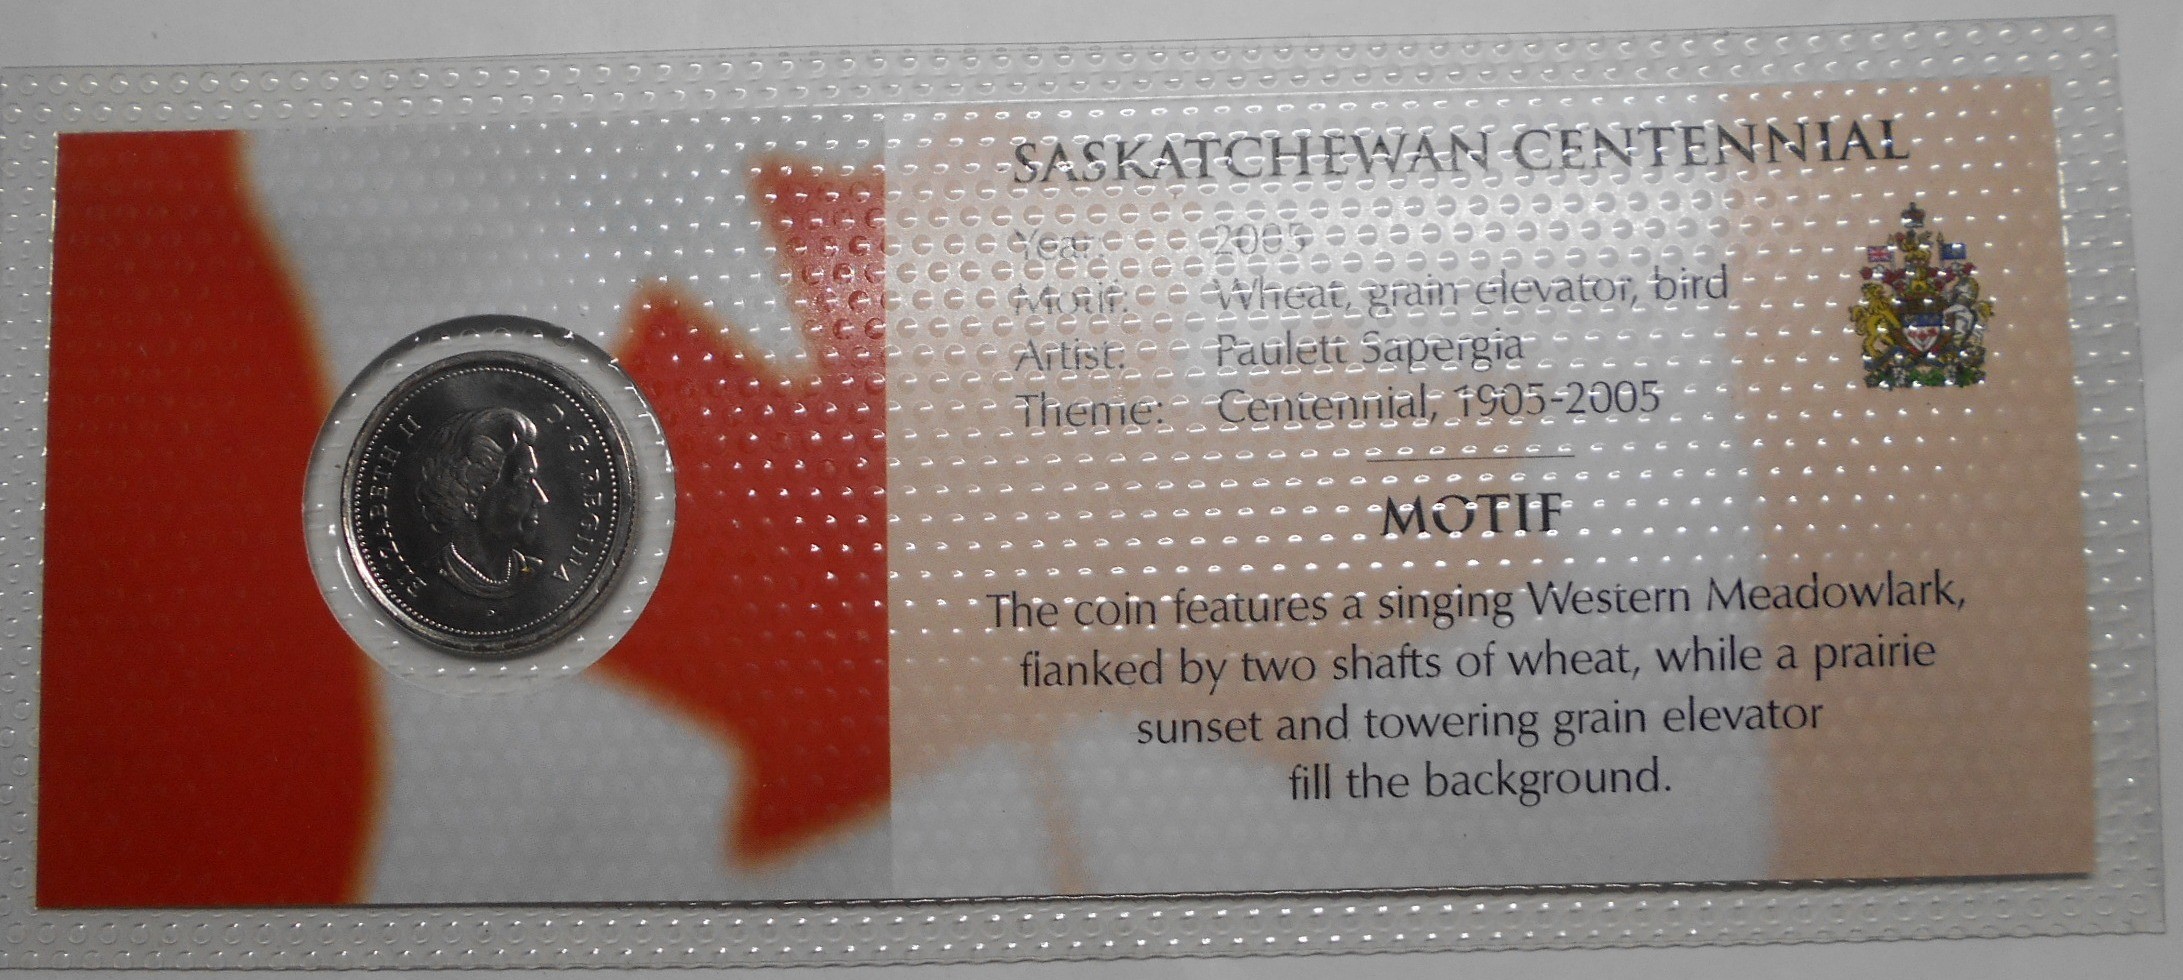 SASKATCHEWAN CENTENNIAL
Year: 2005
Motif: Wheat, grain elevator, bird
Artist: Paulett Sapergia
Theme: Centennial, 1905-2005
MOTIF
The coin features a singing Western Meadowlark,
flanked by two shafts of wheat, while a prairie
sunset and towering grain elevator
fill the background.
ELIZABETH II
D·G·REGINA
P